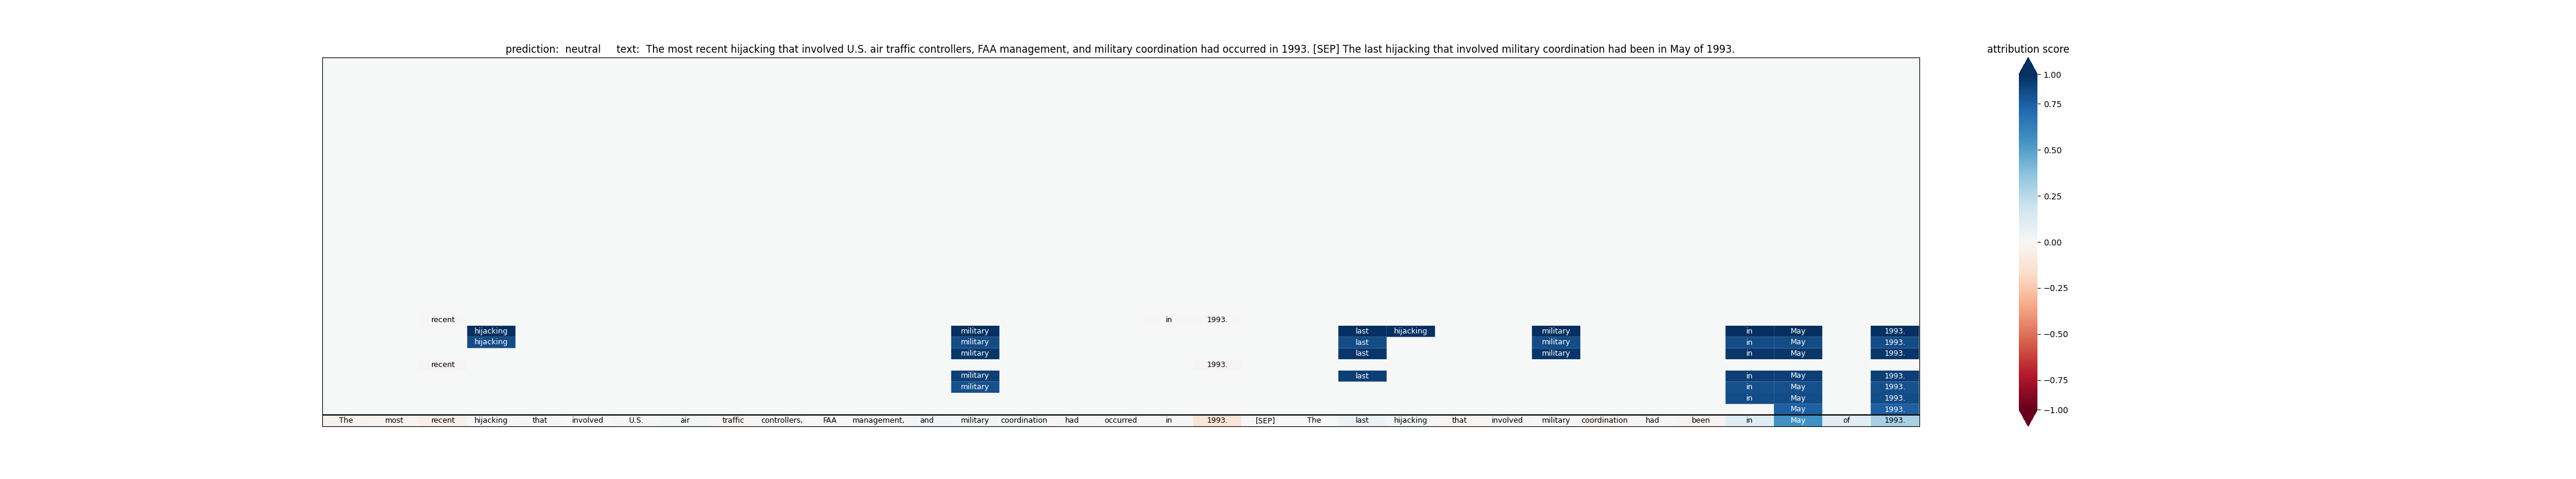 prediction:  neutral     text:  The most recent hijacking that involved U.S. air traffic controllers, FAA management, and military coordination had occurred in 1993. [SEP] The last hijacking that involved military coordination had been in May of 1993.
attribution score
1.00
0.75
0.50
0.25
0.00
−0.25
−0.50
−0.75
−1.00
recent in 1993.
hijacking military last hijacking military in May 1993.
hijacking military last military in May 1993.
military last military in May 1993.
recent 1993.
military last in May 1993.
military in May 1993.
in May 1993.
May 1993.
The most recent hijacking that involved U.S. air traffic controllers, FAA management, and military coordination had occurred in 1993. [SEP] The last hijacking that involved military coordination had been in May of 1993.